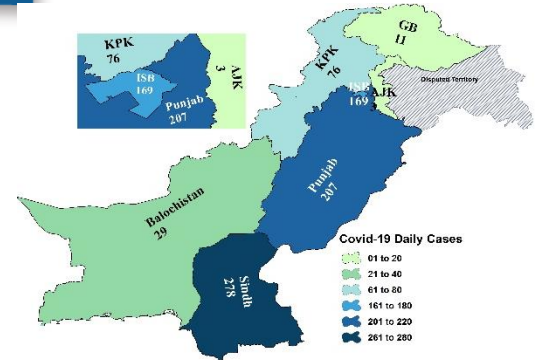 KPK
76
ISB
169
Punjab
207
AJK
3
GB
11
KPK
76
Disputed Territory
ISB
169
AJK
Punjab
207
Balochistan
29
Sindh
278
Covid-19 Daily Cases
01 to 20
21 to 40
61 to 80
161 to 180
201 to 220
261 to 280